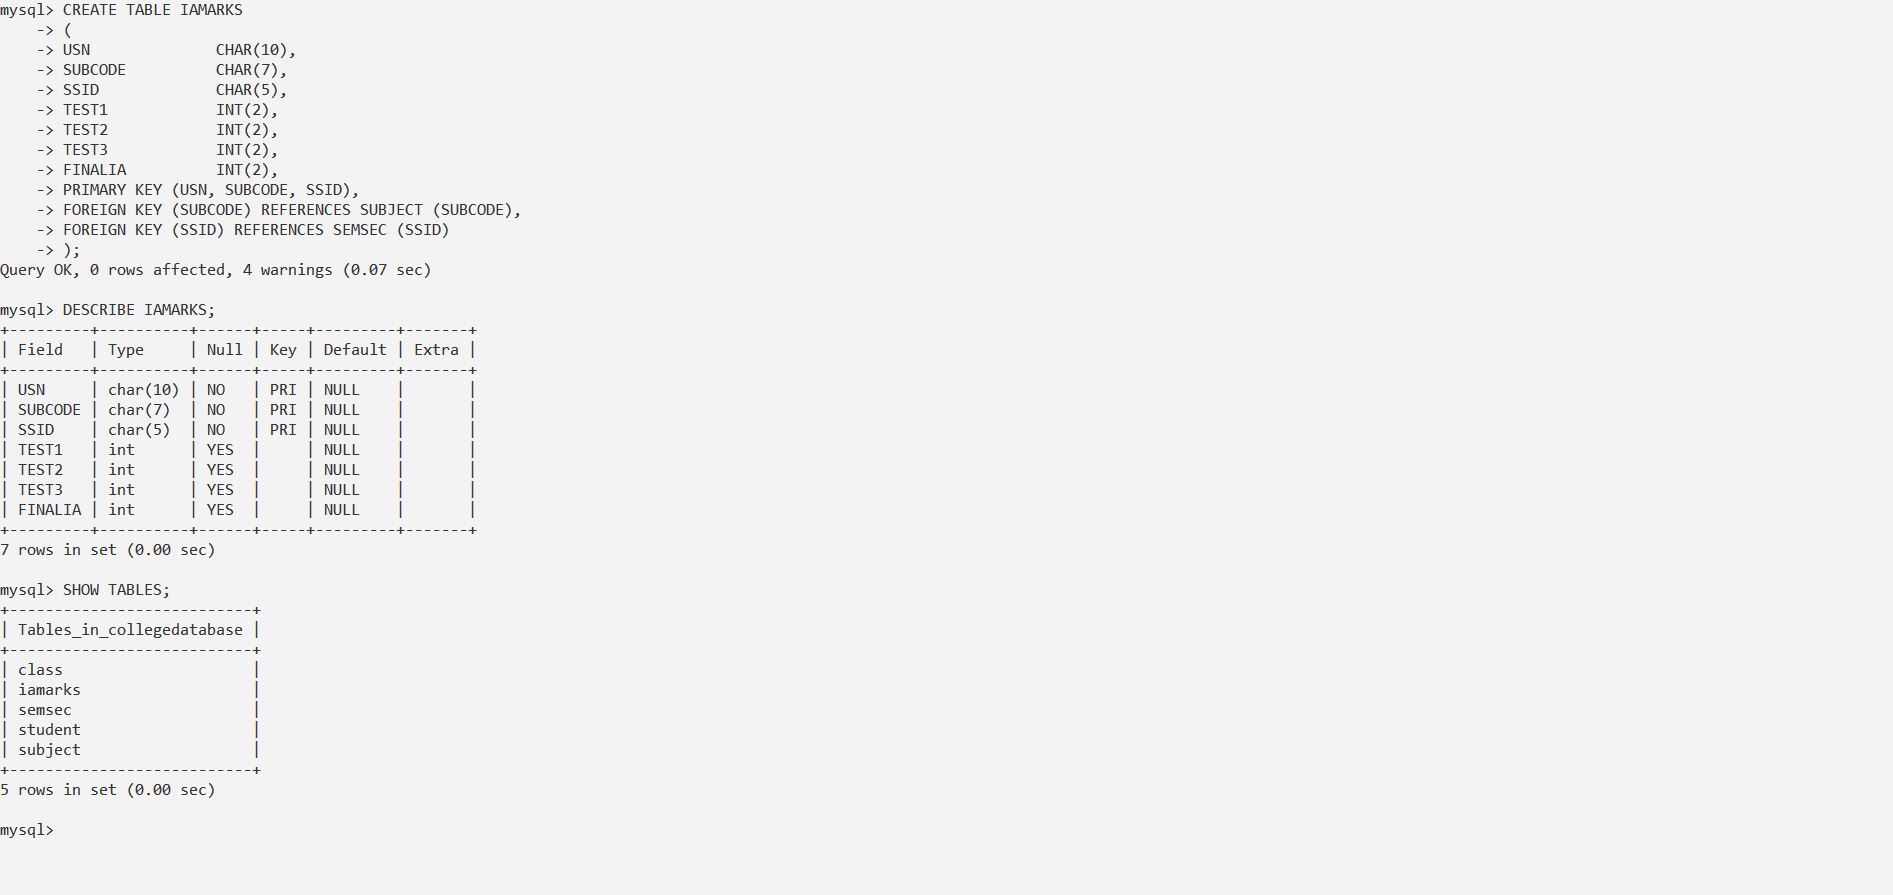 mysql> CREATE TABLE IAMARKS
    -> (
    -> USN              CHAR(10),
    -> SUBCODE          CHAR(7),
    -> SSID             CHAR(5),
    -> TEST1            INT(2),
    -> TEST2            INT(2),
    -> TEST3            INT(2),
    -> FINALIA          INT(2),
    -> PRIMARY KEY (USN, SUBCODE, SSID),
    -> FOREIGN KEY (SUBCODE) REFERENCES SUBJECT (SUBCODE),
    -> FOREIGN KEY (SSID) REFERENCES SEMSEC (SSID)
    -> );
Query OK, 0 rows affected, 4 warnings (0.07 sec)

mysql> DESCRIBE IAMARKS;
+---------+----------+------+-----+---------+-------+
| Field   | Type     | Null | Key | Default | Extra |
+---------+----------+------+-----+---------+-------+
| USN     | char(10) | NO   | PRI | NULL    |       |
| SUBCODE | char(7)  | NO   | PRI | NULL    |       |
| SSID    | char(5)  | NO   | PRI | NULL    |       |
| TEST1   | int      | YES  |     | NULL    |       |
| TEST2   | int      | YES  |     | NULL    |       |
| TEST3   | int      | YES  |     | NULL    |       |
| FINALIA | int      | YES  |     | NULL    |       |
+---------+----------+------+-----+---------+-------+
7 rows in set (0.00 sec)

mysql> SHOW TABLES;
+---------------------------+
| Tables_in_collegedatabase |
+---------------------------+
| class                     |
| iamarks                   |
| semsec                    |
| student                   |
| subject                   |
+---------------------------+
5 rows in set (0.00 sec)

mysql>